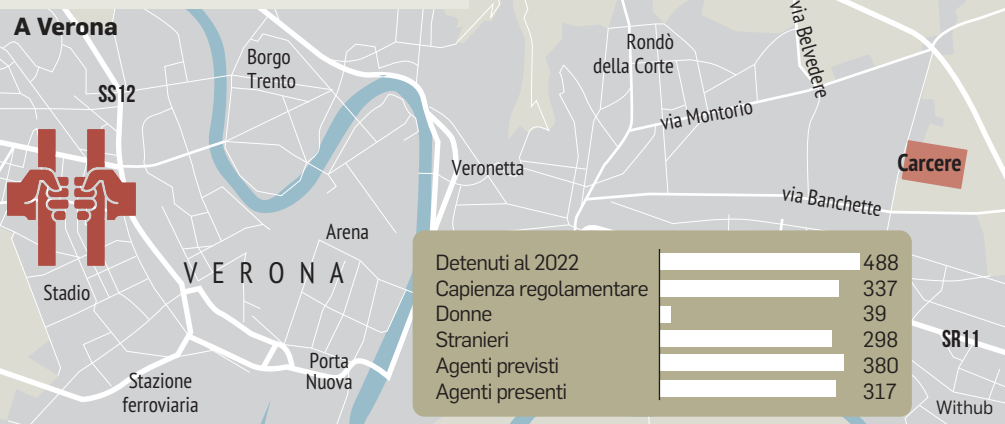 A Verona
SS12
Borgo
Trento
Rondò
della Corte
via Belvedere
via Montorio
Carcere
Veronetta
via Banchette
Arena
VERONA
Stadio
Porta
Nuova
Stazione
ferroviaria
Detenuti al 2022 488
Capienza regolamentare 337
Donne 39
Stranieri 298
Agenti previsti 380
Agenti presenti 317
SR11
Withub